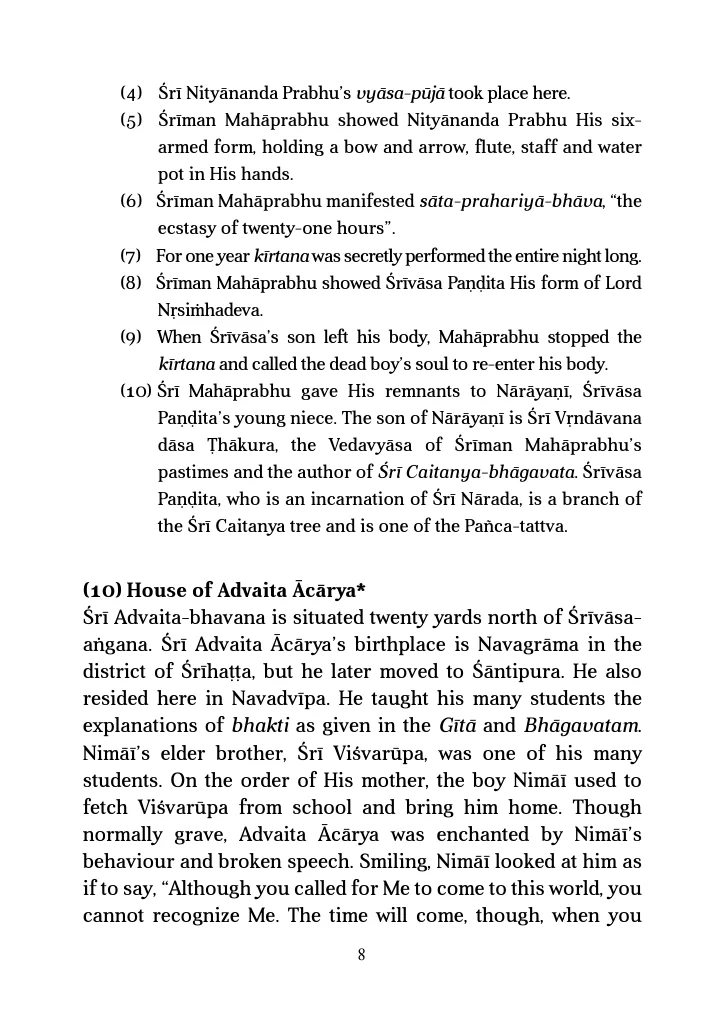 (4) Śrī Nityānanda Prabhu’s vyāsa-pūjā took place here.
(5) Śrīman Mahāprabhu showed Nityānanda Prabhu His six-
armed form, holding a bow and arrow, flute, staff and water
pot in His hands.
(6) Śrīman Mahāprabhu manifested sāta-prahariyā-bhāva, “the
ecstasy of twenty-one hours”.
(7) For one year kīrtana was secretly performed the entire night long.
(8) Śrīman Mahāprabhu showed Śrīvāsa Paṇḍita His form of Lord
Nṛsiṁhadeva.
(9) When Śrīvāsa’s son left his body, Mahāprabhu stopped the
kīrtana and called the dead boy’s soul to re-enter his body.
(10) Śrī Mahāprabhu gave His remnants to Nārāyaṇī, Śrīvāsa
Paṇḍita’s young niece. The son of Nārāyaṇī is Śrī Vṛndāvana
dāsa Ṭhākura, the Vedavyāsa of Śrīman Mahāprabhu’s
pastimes and the author of Śrī Caitanya-bhāgavata. Śrīvāsa
Paṇḍita, who is an incarnation of Śrī Nārada, is a branch of
the Śrī Caitanya tree and is one of the Pañca-tattva.
(10) House of Advaita Ācārya*
Śrī Advaita-bhavana is situated twenty yards north of Śrīvāsa-
aṅgana. Śrī Advaita Ācārya’s birthplace is Navagrāma in the
district of Śrīhaṭṭa, but he later moved to Śāntipura. He also
resided here in Navadvīpa. He taught his many students the
explanations of bhakti as given in the Gītā and Bhāgavatam.
Nimāī’s elder brother, Śrī Viśvarūpa, was one of his many
students. On the order of His mother, the boy Nimāī used to
fetch Viśvarūpa from school and bring him home. Though
normally grave, Advaita Ācārya was enchanted by Nimāī’s
behaviour and broken speech. Smiling, Nimāī looked at him as
if to say, “Although you called for Me to come to this world, you
cannot recognize Me. The time will come, though, when you
8